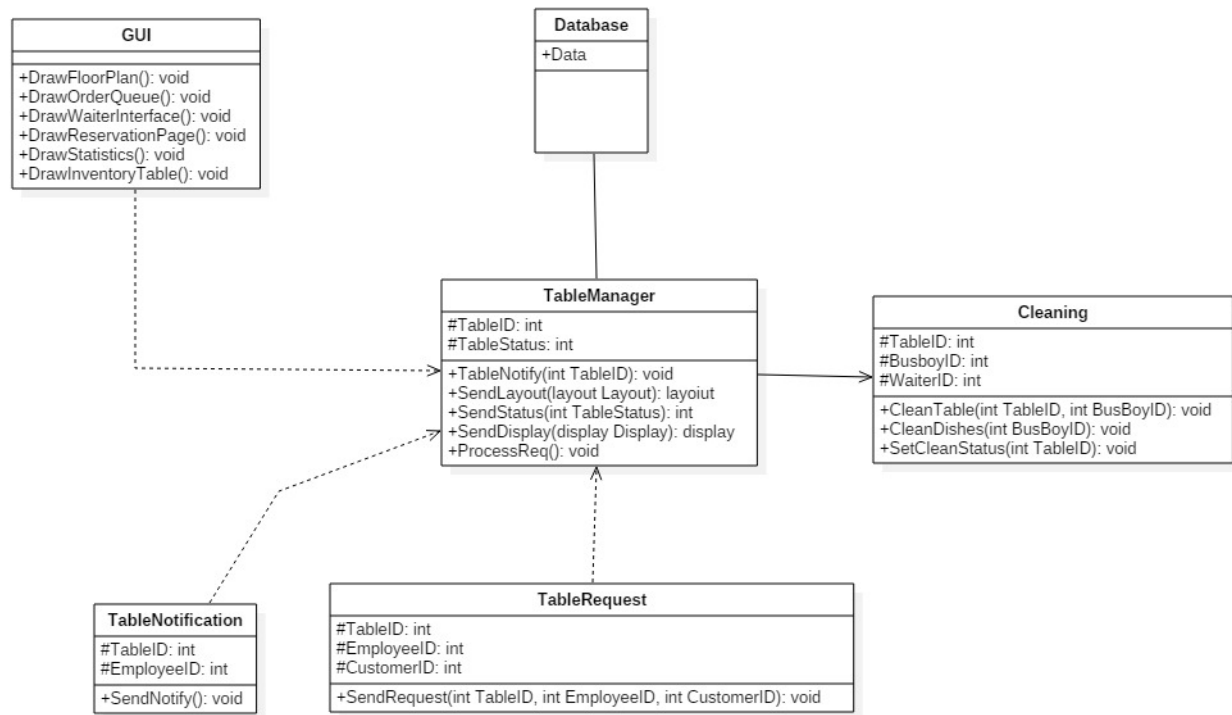 GUI
+DrawFloorPlan(): void
+DrawOrderQueue(): void
+DrawWaiterInterface(): void
+DrawReservationPage(): void
+DrawStatistics(): void
+DrawInventoryTable(): void
Database
+Data
TableManager
#TableID: int
#TableStatus: int
+TableNotify(int TableID): void
+SendLayout(layout Layout): layoiut
+SendStatus(int TableStatus): int
+SendDisplay(display Display): display
+ProcessReq(): void
Cleaning
#TableID: int
#BusboyID: int
#WaiterID: int
+CleanTable(int TableID, int BusBoyID): void
+CleanDishes(int BusBoyID): void
+SetCleanStatus(int TableID): void
TableNotification
#TableID: int
#EmployeeID: int
+SendNotify(): void
TableRequest
#TableID: int
#EmployeeID: int
#CustomerID: int
+SendRequest(int TableID, int EmployeeID, int CustomerID): void